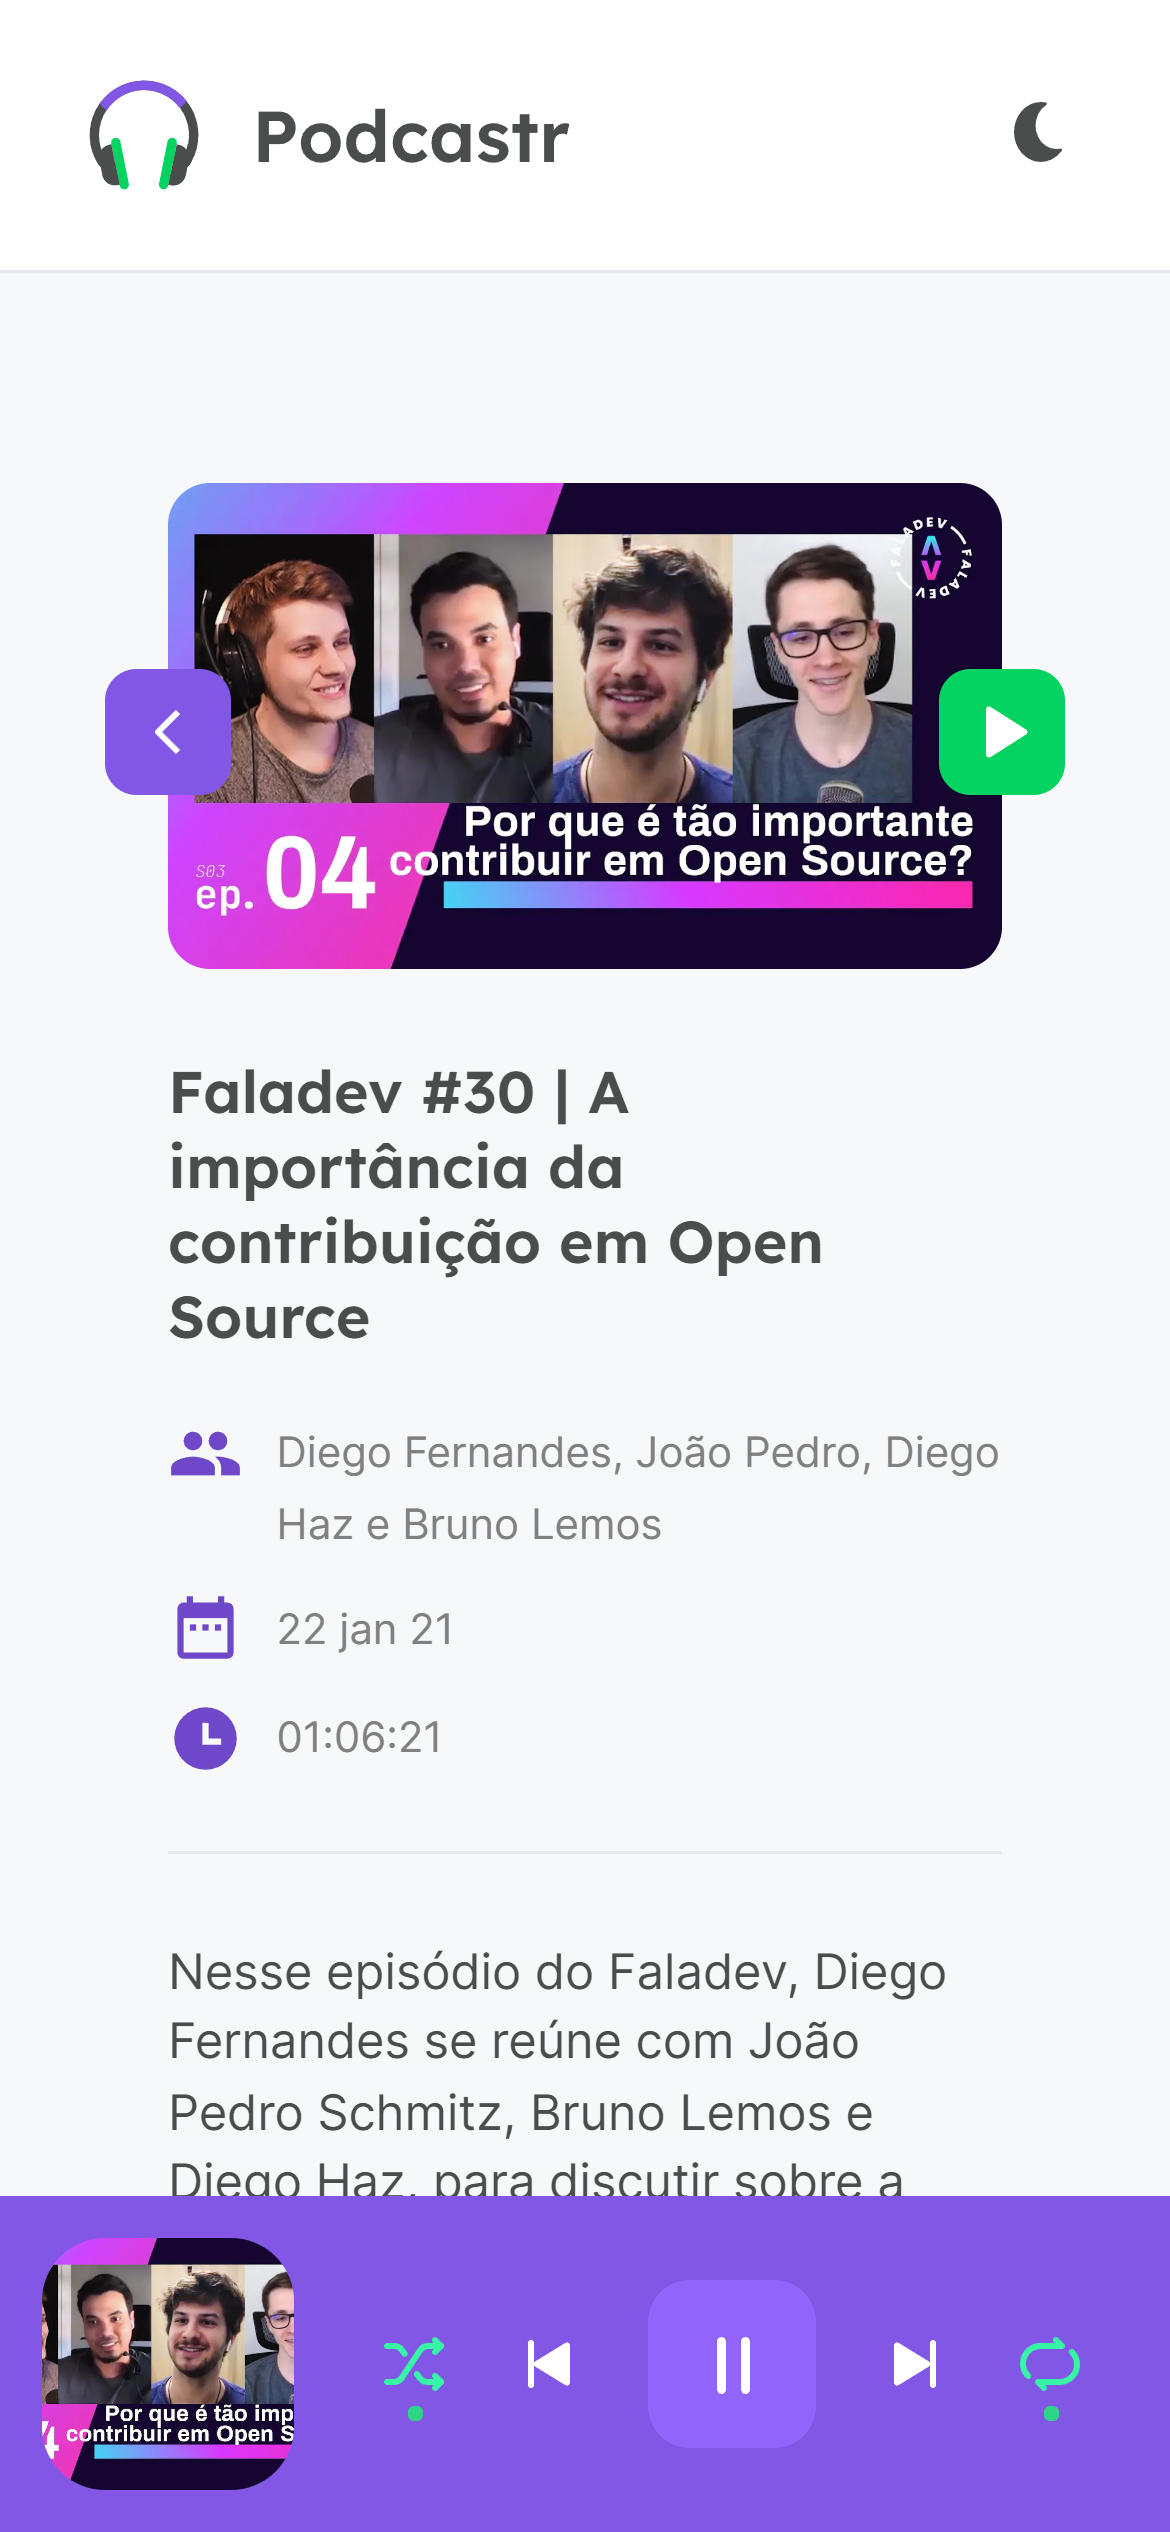 Podcastr
FALADEV FALADEV FALADEV
Por que é tão importante
contribuir em Open Source?
S03
ep. 04
Faladev #30 | A
importância da
contribuição em Open
Source
Diego Fernandes, João Pedro, Diego
Haz e Bruno Lemos
22 jan 21
01:06:21
Nesse episódio do Faladev, Diego
Fernandes se reúne com João
Pedro Schmitz, Bruno Lemos e
Diego Haz, para discutir sobre a
Por que é tão imp
4 contribuir em Open S